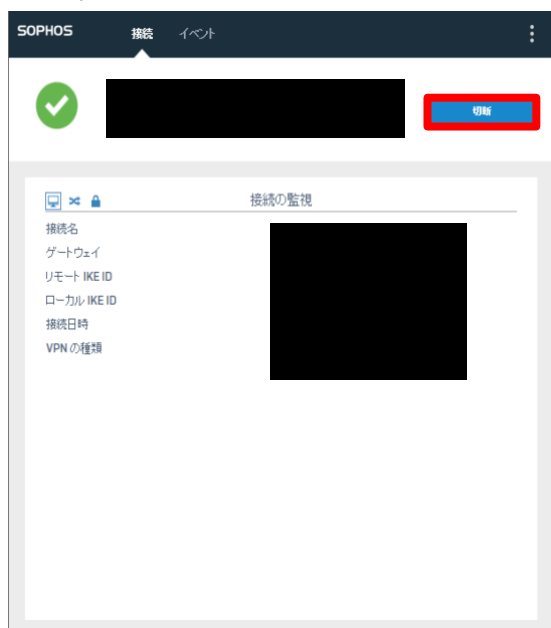 SOPHOS 接続 イベント
切断
接続の監視
接続名
ゲートウェイ
リモート IKE ID
ローカル IKE ID
接続日時
VPN の種類